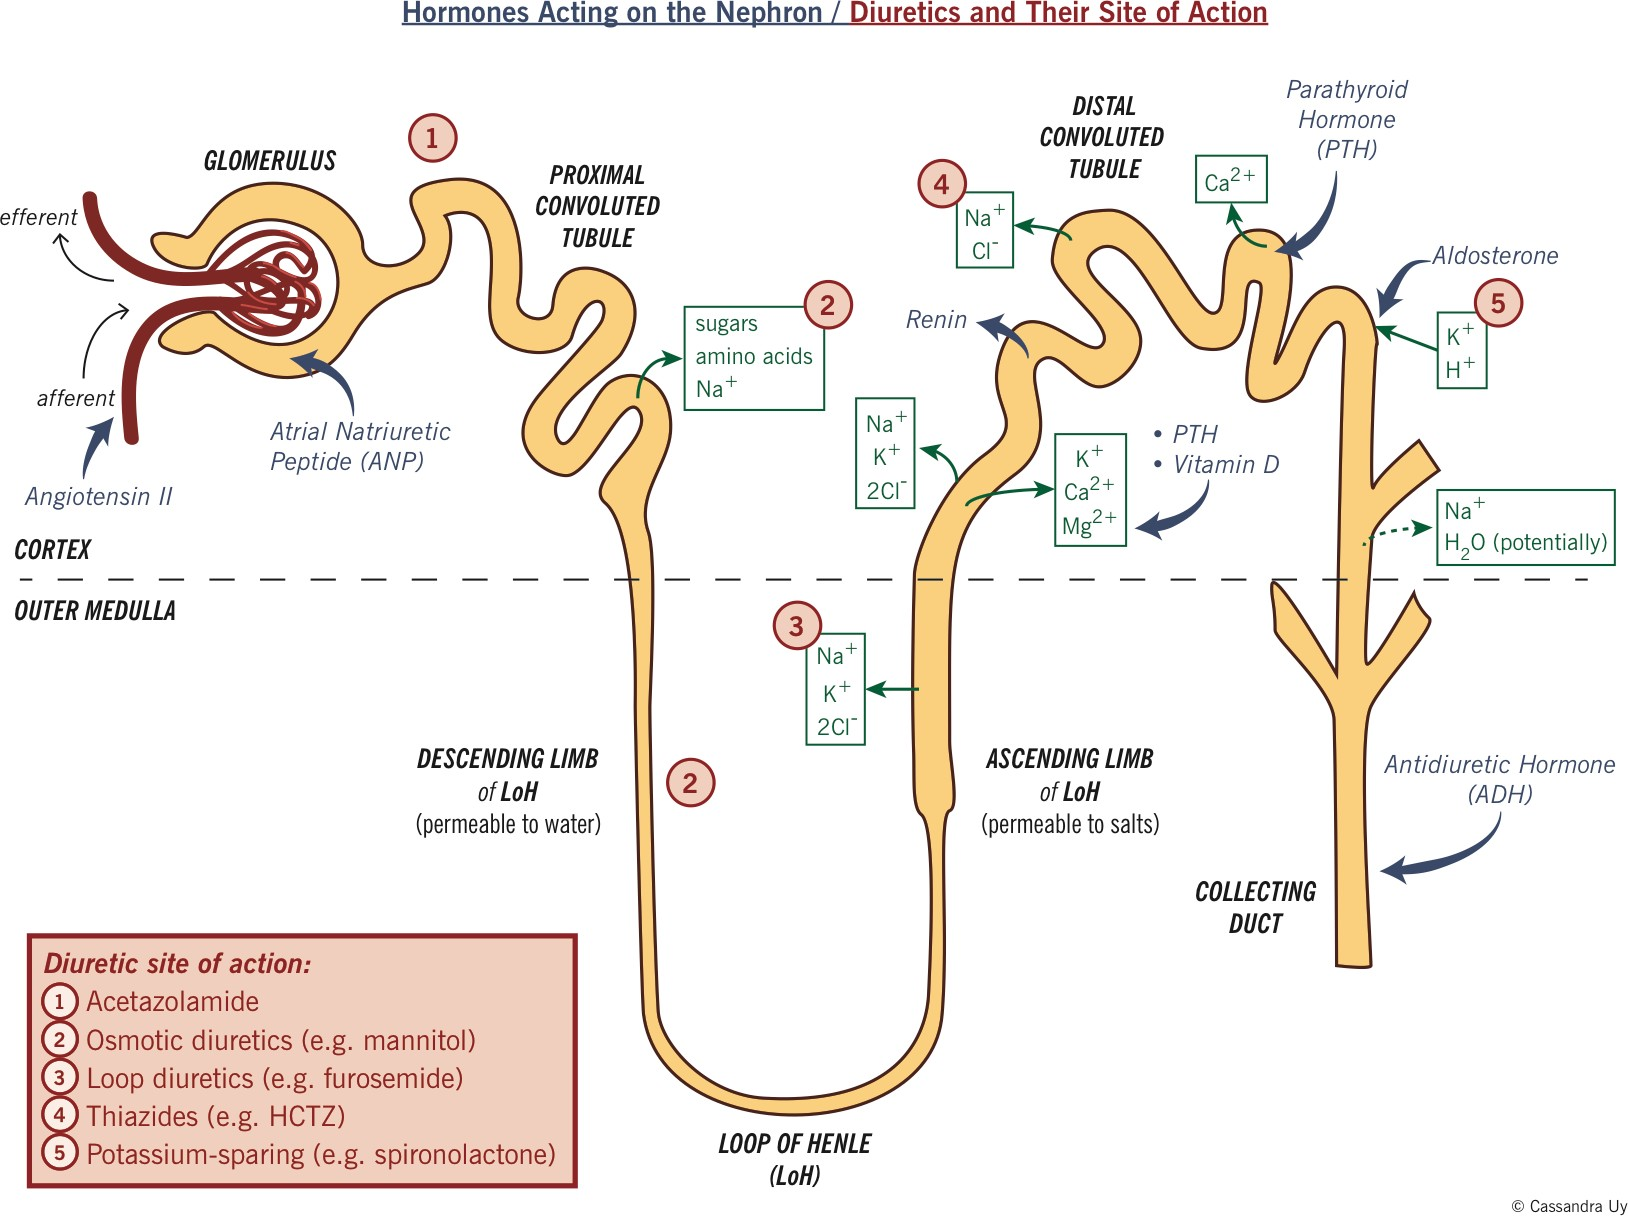 Hormones Acting on the Nephron / Diuretics and Their Site of Action
GLOMERULUS
efferent
afferent
Angiotensin II
Atrial Natriuretic
Peptide (ANP)
1
PROXIMAL
CONVOLUTED
TUBULE
2
sugars
amino acids
Na+
CORTEX
OUTER MEDULLA
DESCENDING LIMB
of LoH
(permeable to water)
2
3
Na+
K+
2Cl-
LOOP OF HENLE
(LoH)
ASCENDING LIMB
of LoH
(permeable to salts)
Na+
K+
2Cl-
K+
Ca2+
Mg2+
• PTH
• Vitamin D
Renin
4
Na+
Cl-
DISTAL
CONVOLUTED
TUBULE
Ca2+
Parathyroid
Hormone
(PTH)
Aldosterone
5
K+
H+
Na+
H2O (potentially)
Antidiuretic Hormone
(ADH)
COLLECTING
DUCT
Diuretic site of action:
1 Acetazolamide
2 Osmotic diuretics (e.g. mannitol)
3 Loop diuretics (e.g. furosemide)
4 Thiazides (e.g. HCTZ)
5 Potassium-sparing (e.g. spironolactone)
© Cassandra Uy